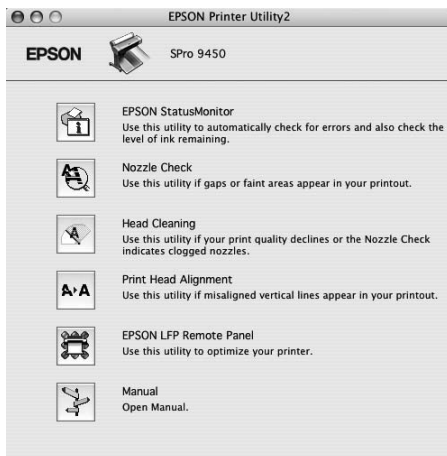 EPSON Printer Utility2
EPSON
SPro 9450
EPSON StatusMonitor
Use this utility to automatically check for errors and also check the
level of ink remaining.
Nozzle Check
Use this utility if gaps or faint areas appear in your printout.
Head Cleaning
Use this utility if your print quality declines or the Nozzle Check
indicates clogged nozzles.
A›A
Print Head Alignment
Use this utility if misaligned vertical lines appear in your printout.
EPSON LFP Remote Panel
Use this utility to optimize your printer.
Manual
Open Manual.